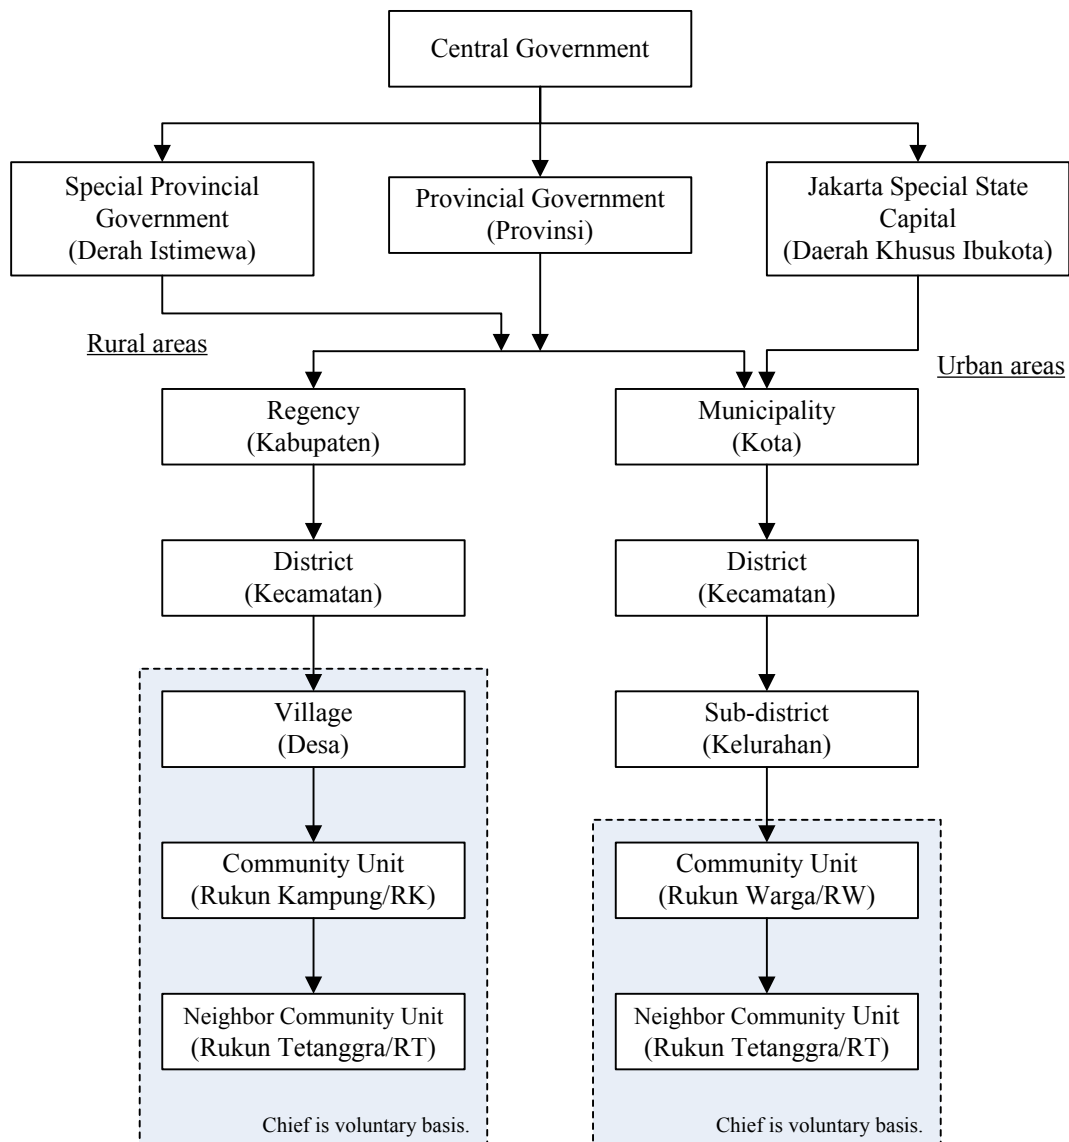 Central Government
Special Provincial
Government
(Derah Istimewa)
Provincial Government
(Provinsi)
Jakarta Special State
Capital
(Daerah Khusus Ibukota)
Rural areas
Urban areas
Regency
(Kabupaten)
Municipality
(Kota)
District
(Kecamatan)
District
(Kecamatan)
Village
(Desa)
Sub-district
(Kelurahan)
Community Unit
(Rukun Kampung/RK)
Community Unit
(Rukun Warga/RW)
Neighbor Community Unit
(Rukun Tetanggra/RT)
Neighbor Community Unit
(Rukun Tetanggra/RT)
Chief is voluntary basis.
Chief is voluntary basis.